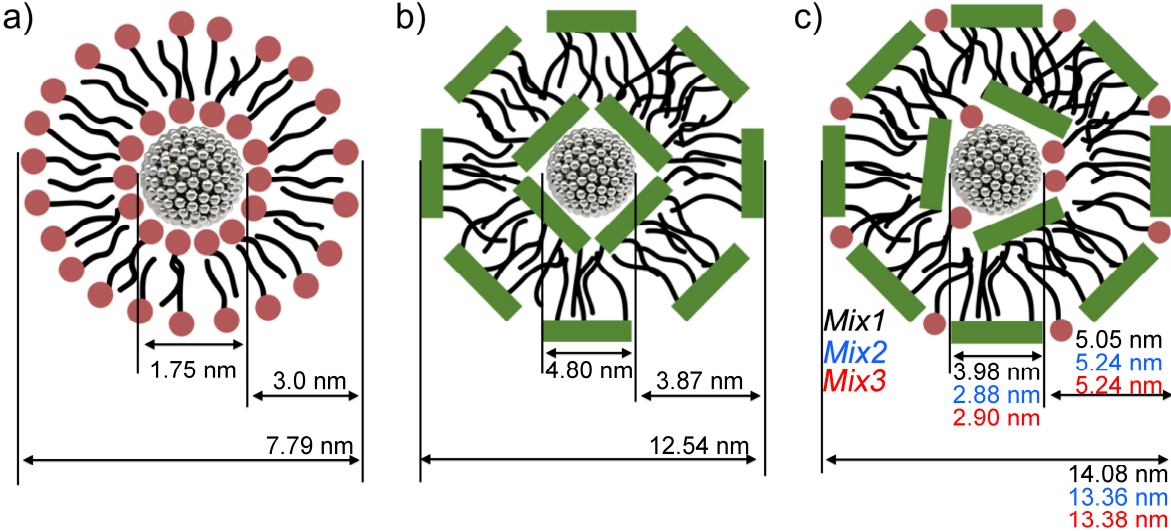 a)
1.75 nm
3.0 nm
7.79 nm
b)
4.80 nm
3.87 nm
12.54 nm
c)
Mix1
Mix2
Mix3
3.98 nm
2.88 nm
2.90 nm
5.05 nm
5.24 nm
5.24 nm
14.08 nm
13.36 nm
13.38 nm